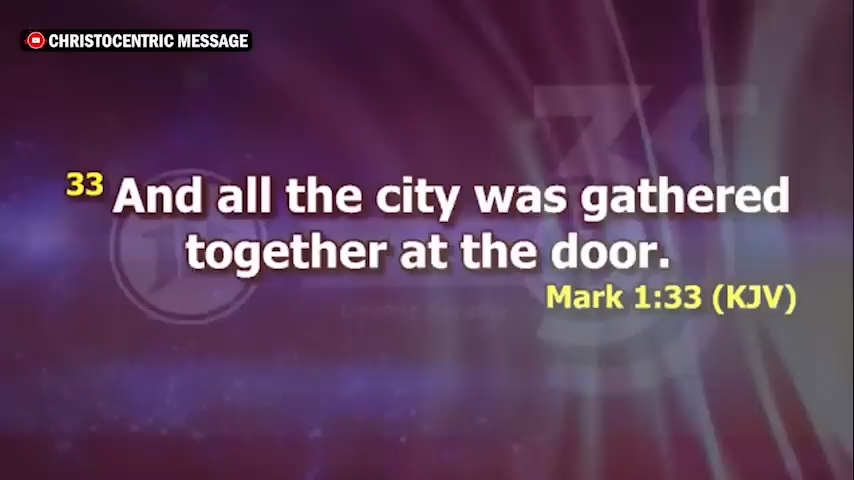 CHRISTOCENTRIC MESSAGE
33 And all the city was gathered
together at the door.
Mark 1:33 (KJV)